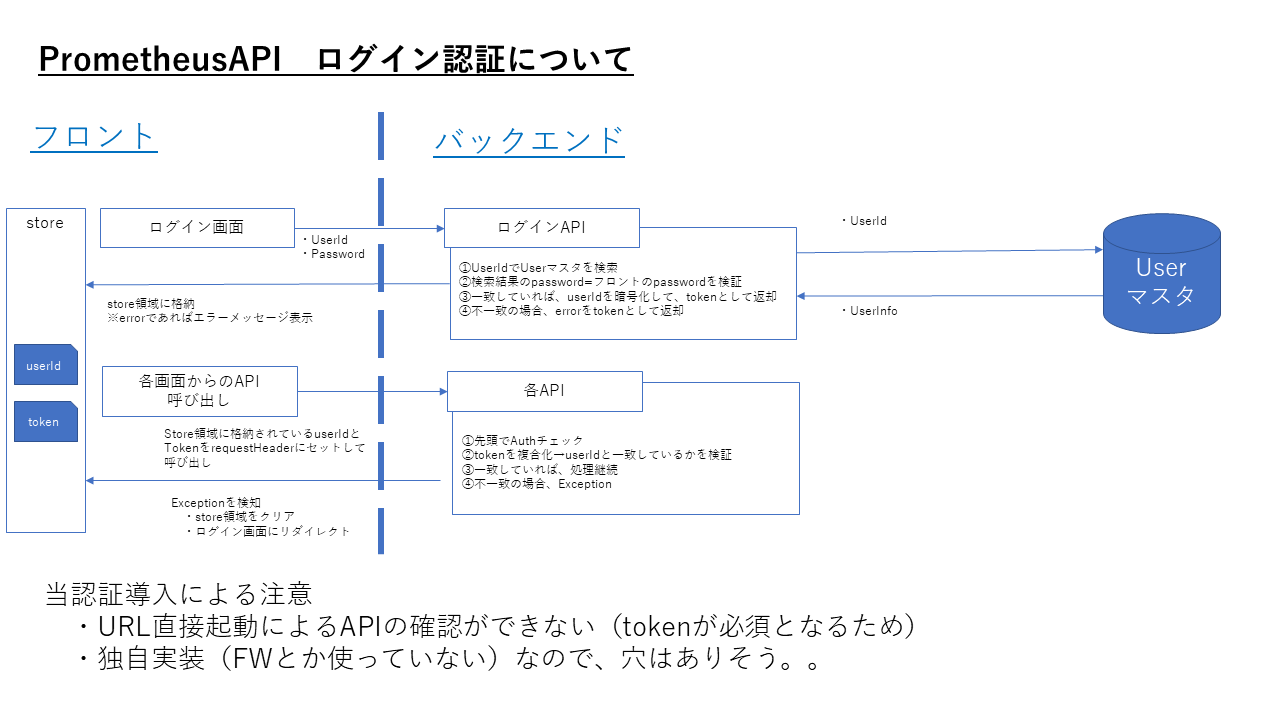 PrometheusAPI　ログイン認証について
フロント
バックエンド
store
ログイン画面
・UserId
・Password
ログインAPI
①UserIdでUserマスタを検索
②検索結果のpassword=フロントのpasswordを検証
③一致していれば、userIdを暗号化して、tokenとして返却
④不一致の場合、errorをtokenとして返却
・UserId
・UserInfo
User
マスタ
store領域に格納
※errorであればエラーメッセージ表示
userId
token
各画面からのAPI
呼び出し
各API
Store領域に格納されているuserIdと
TokenをrequestHeaderにセットして
呼び出し
①先頭でAuthチェック
②tokenを複合化→userIdと一致しているかを検証
③一致していれば、処理継続
④不一致の場合、Exception
Exceptionを検知
・store領域をクリア
・ログイン画面にリダイレクト
当認証導入による注意
・URL直接起動によるAPIの確認ができない（tokenが必須となるため）
・独自実装（FWとか使っていない）なので、穴はありそう。。